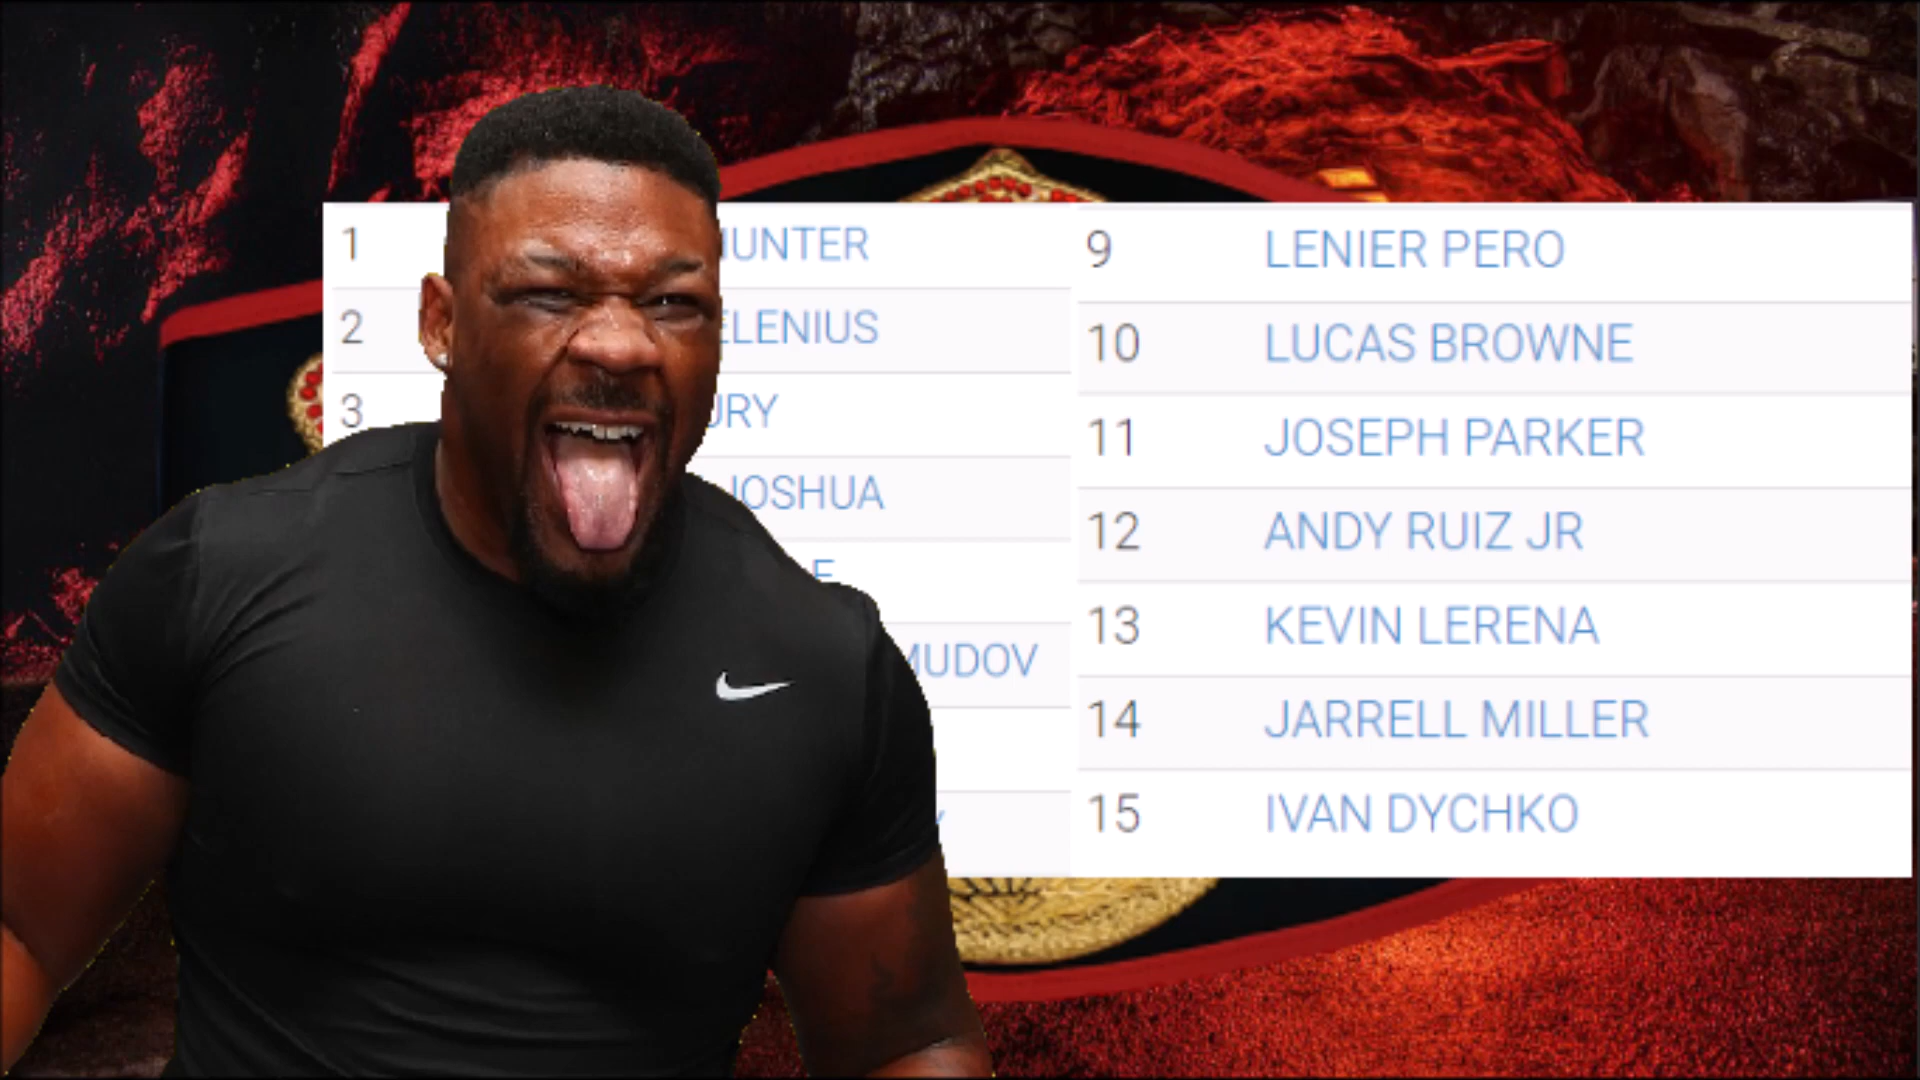 1
HUNTER
2
ELENIUS
3
URY
JOSHUA
E
MUDOV
9 LENIER PERO
10 LUCAS BROWNE
11 JOSEPH PARKER
12 ANDY RUIZ JR
13 KEVIN LERENA
14 JARRELL MILLER
15 IVAN DYCHKO